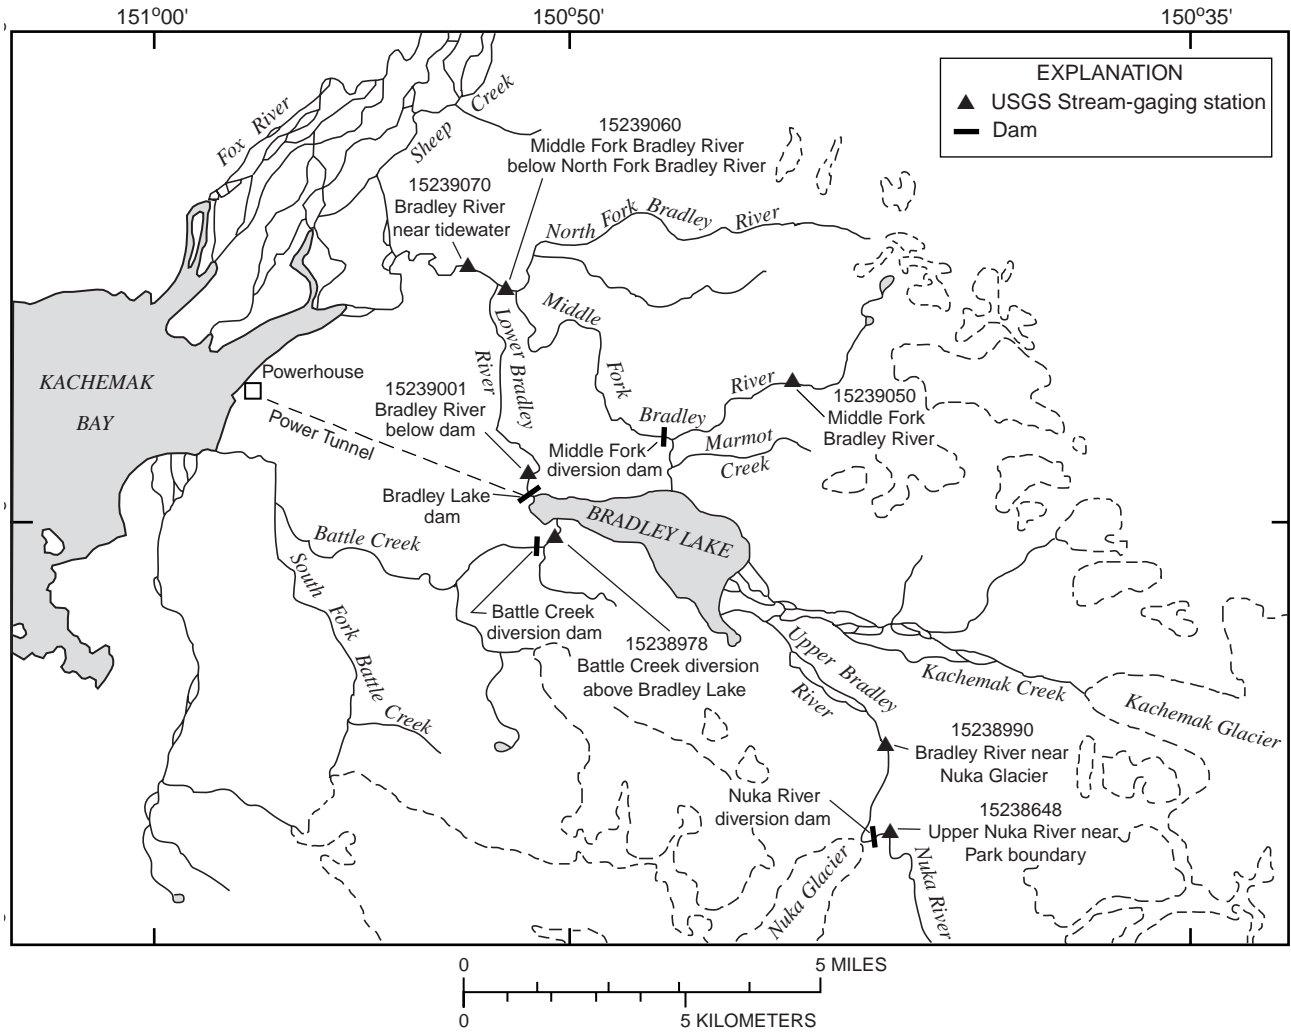 151°00'
150°50'
150°35'
EXPLANATION
USGS Stream-gaging station
Dam
Fox River
Sheep Creek
15239060
Middle Fork Bradley River
below North Fork Bradley River
15239070
Bradley River
near tidewater
North Fork Bradley River
Middle Fork Bradley River
Lower Bradley
River
KACHEMAK
BAY
Powerhouse
Power Tunnel
15239001
Bradley River
below dam
15239050
Middle Fork
Bradley River
Marmot
Creek
Middle Fork
diversion dam
Bradley Lake
dam
BRADLEY LAKE
Battle Creek
South Fork Battle Creek
Battle Creek
diversion dam
15238978
Battle Creek diversion
above Bradley Lake
Upper Bradley
River
Kachemak Creek
Kachemak Glacier
15238990
Bradley River near
Nuka Glacier
Nuka River
diversion dam
15238648
Upper Nuka River near
Park boundary
Nuka Glacier
Nuka River
0
5 MILES
0
5 KILOMETERS